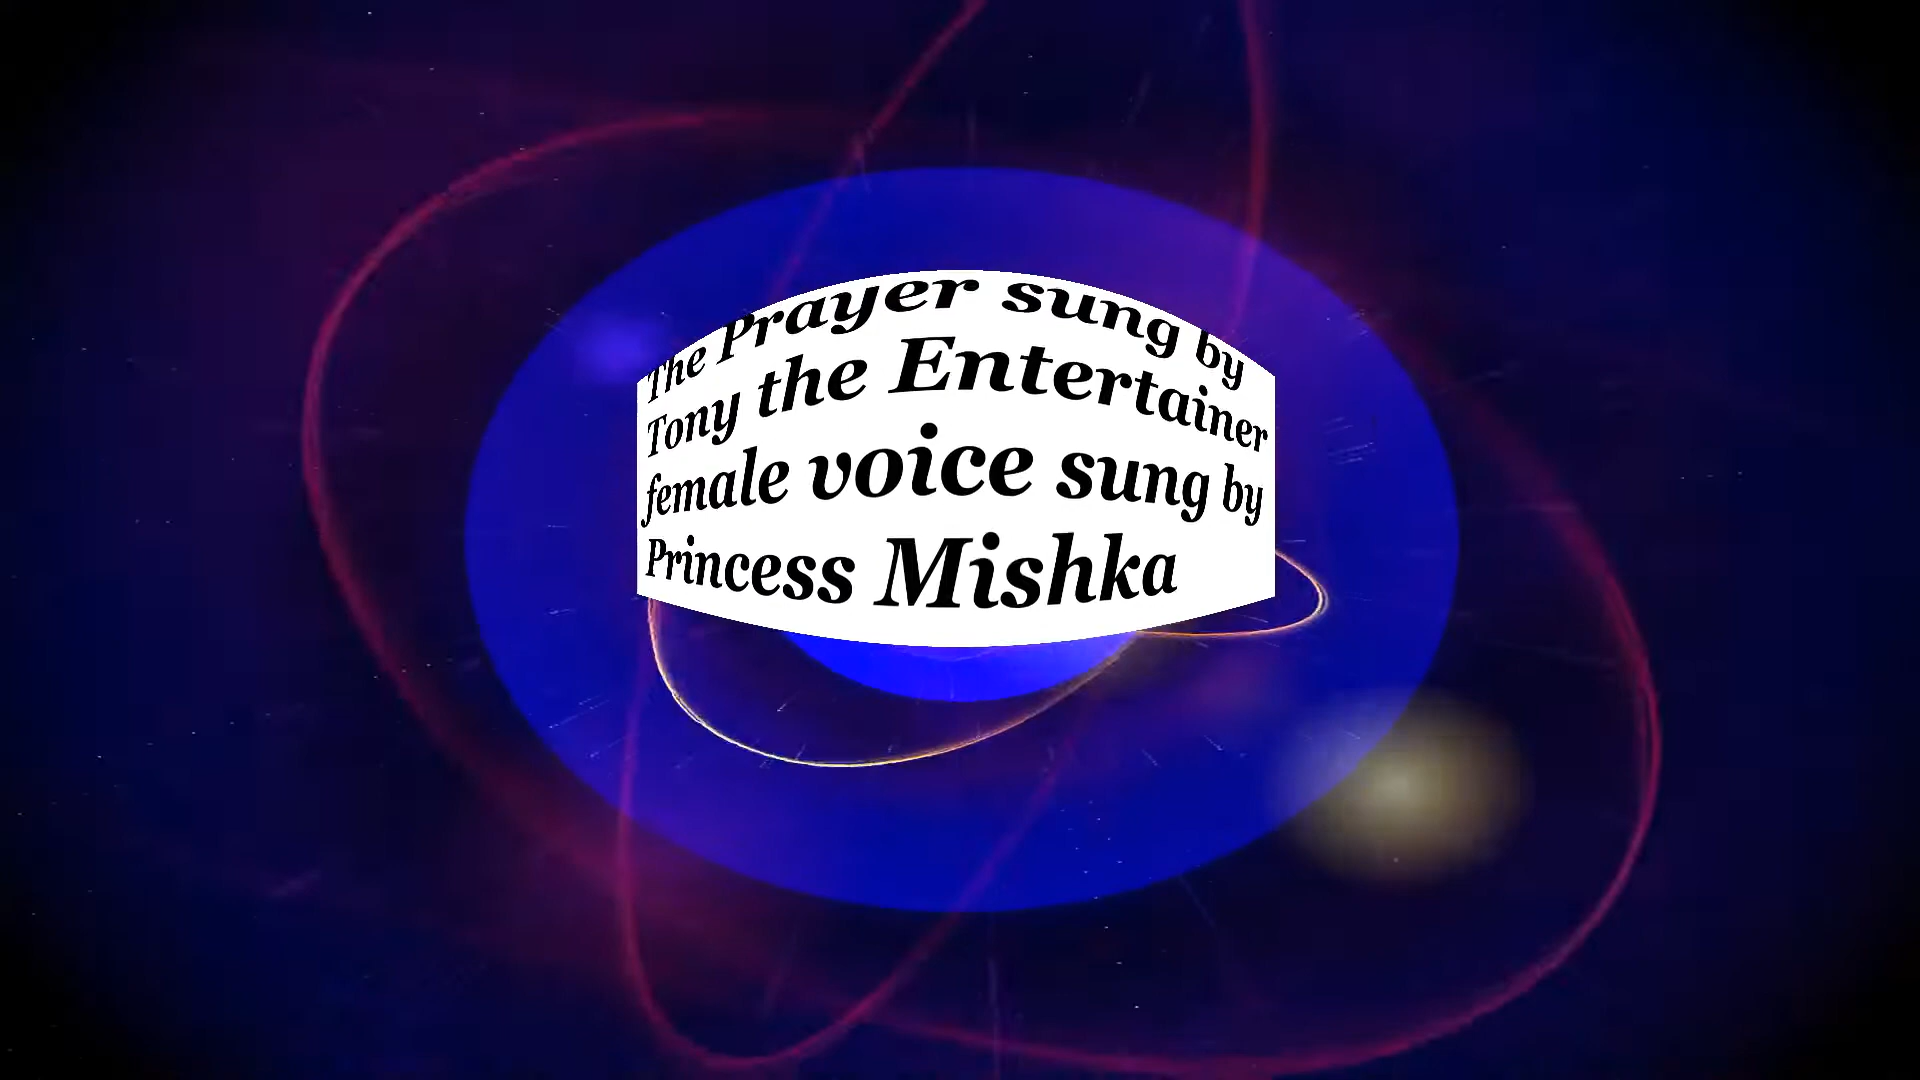 The Prayer sung by
Tony the Entertainer
female voice sung by
Princess Mishka